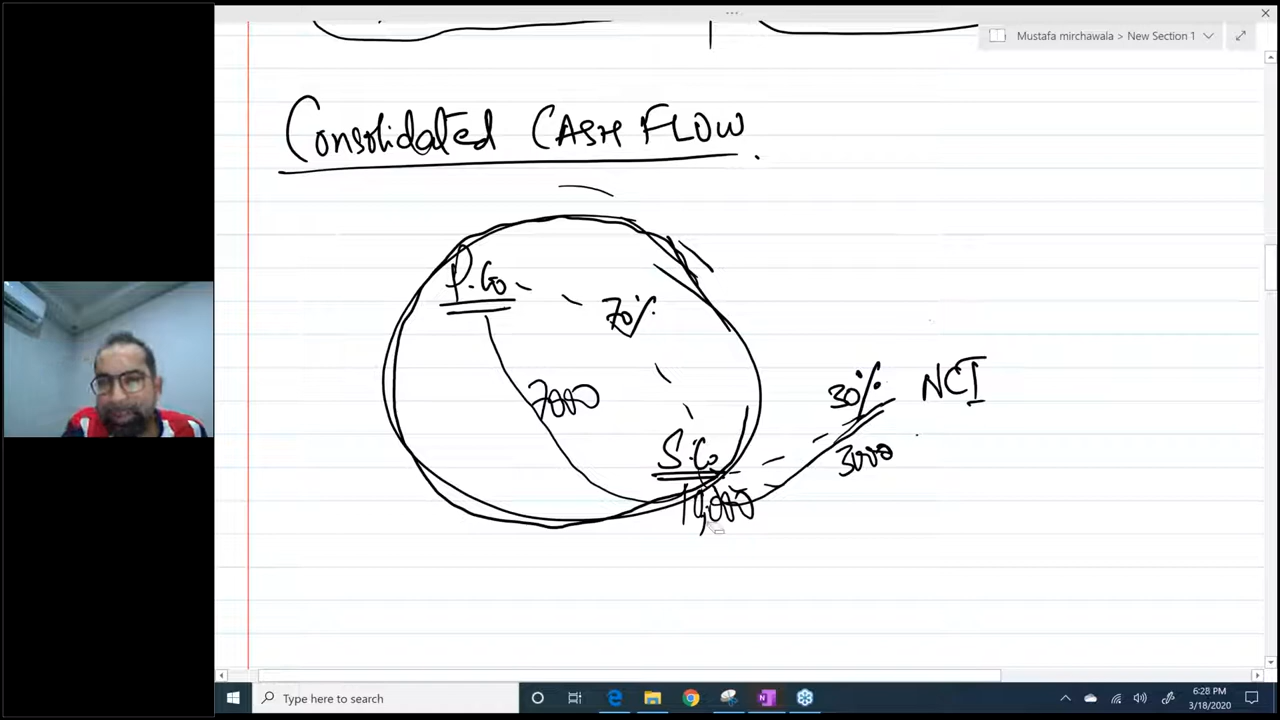 Mustafa mirchawala > New Section 1
Consolidated CASH FLOW.
P.Co
70%
7000
30% NCI
S.Co
3000
10,000
Type here to search
6:28 PM
3/18/2020